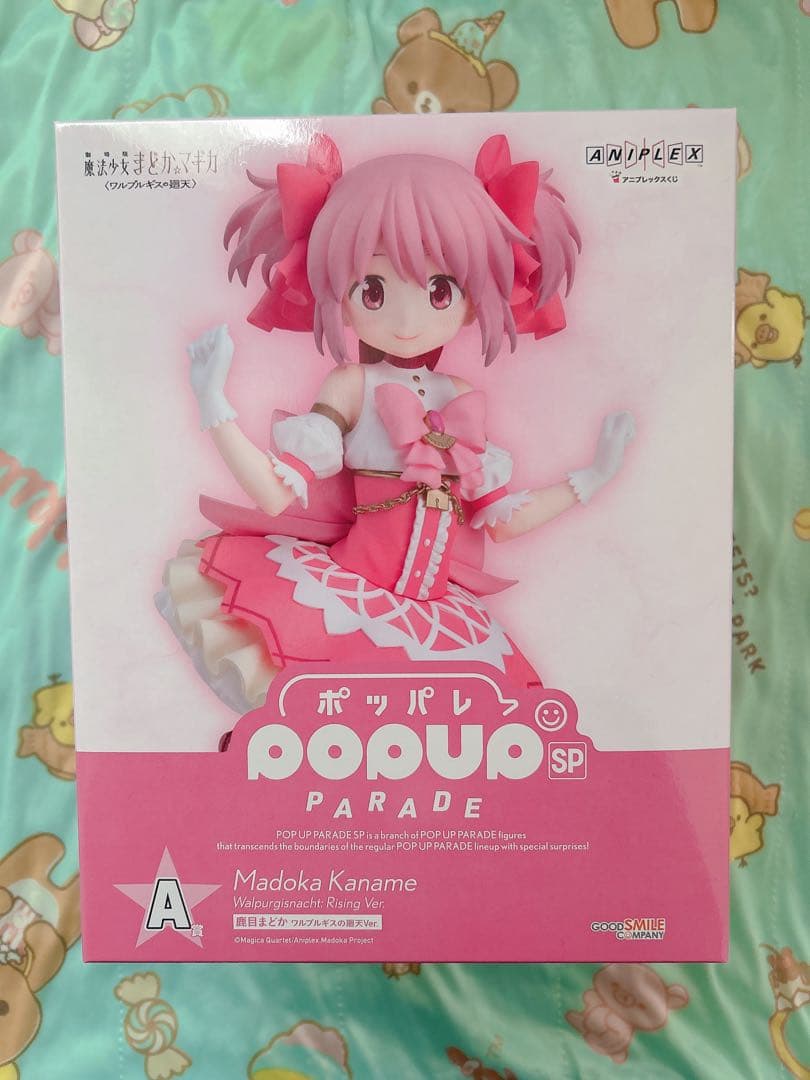 劇場版
魔法少女まどか☆マギカ
〈ワルプルギスの廻天〉
ANIPLEX
アニプレックスくじ
ポッパレッ
POPUP SP
PARADE
POP UP PARADE SP is a branch of POP UP PARADE figures
that transcends the boundaries of the regular POP UP PARADE lineup with special surprises!
A賞
Madoka Kaname
Walpurgisnacht: Rising Ver.
鹿目まどか ワルプルギスの廻天Ver.
©Magica Quartet/Aniplex,Madoka Project
GOODSMILE
COMPANY
PARK